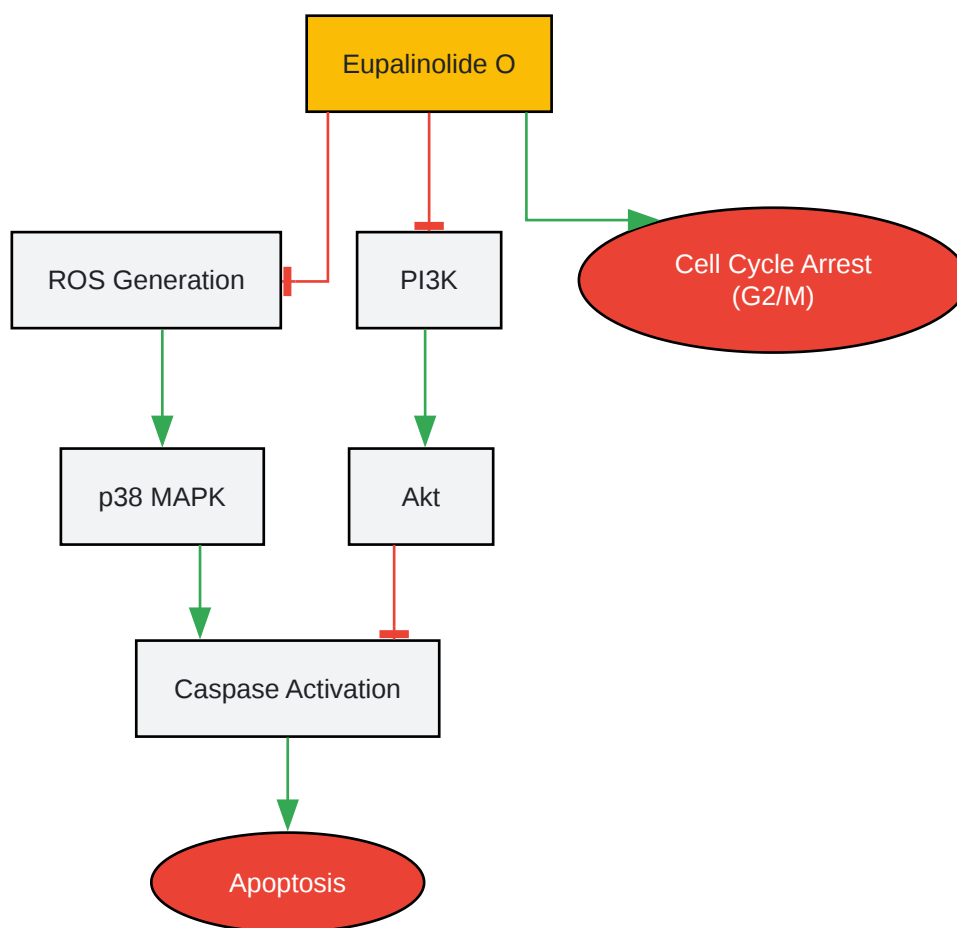 Eupalinolide O
ROS Generation
PI3K
Cell Cycle Arrest
(G2/M)
p38 MAPK
Akt
Caspase Activation
Apoptosis